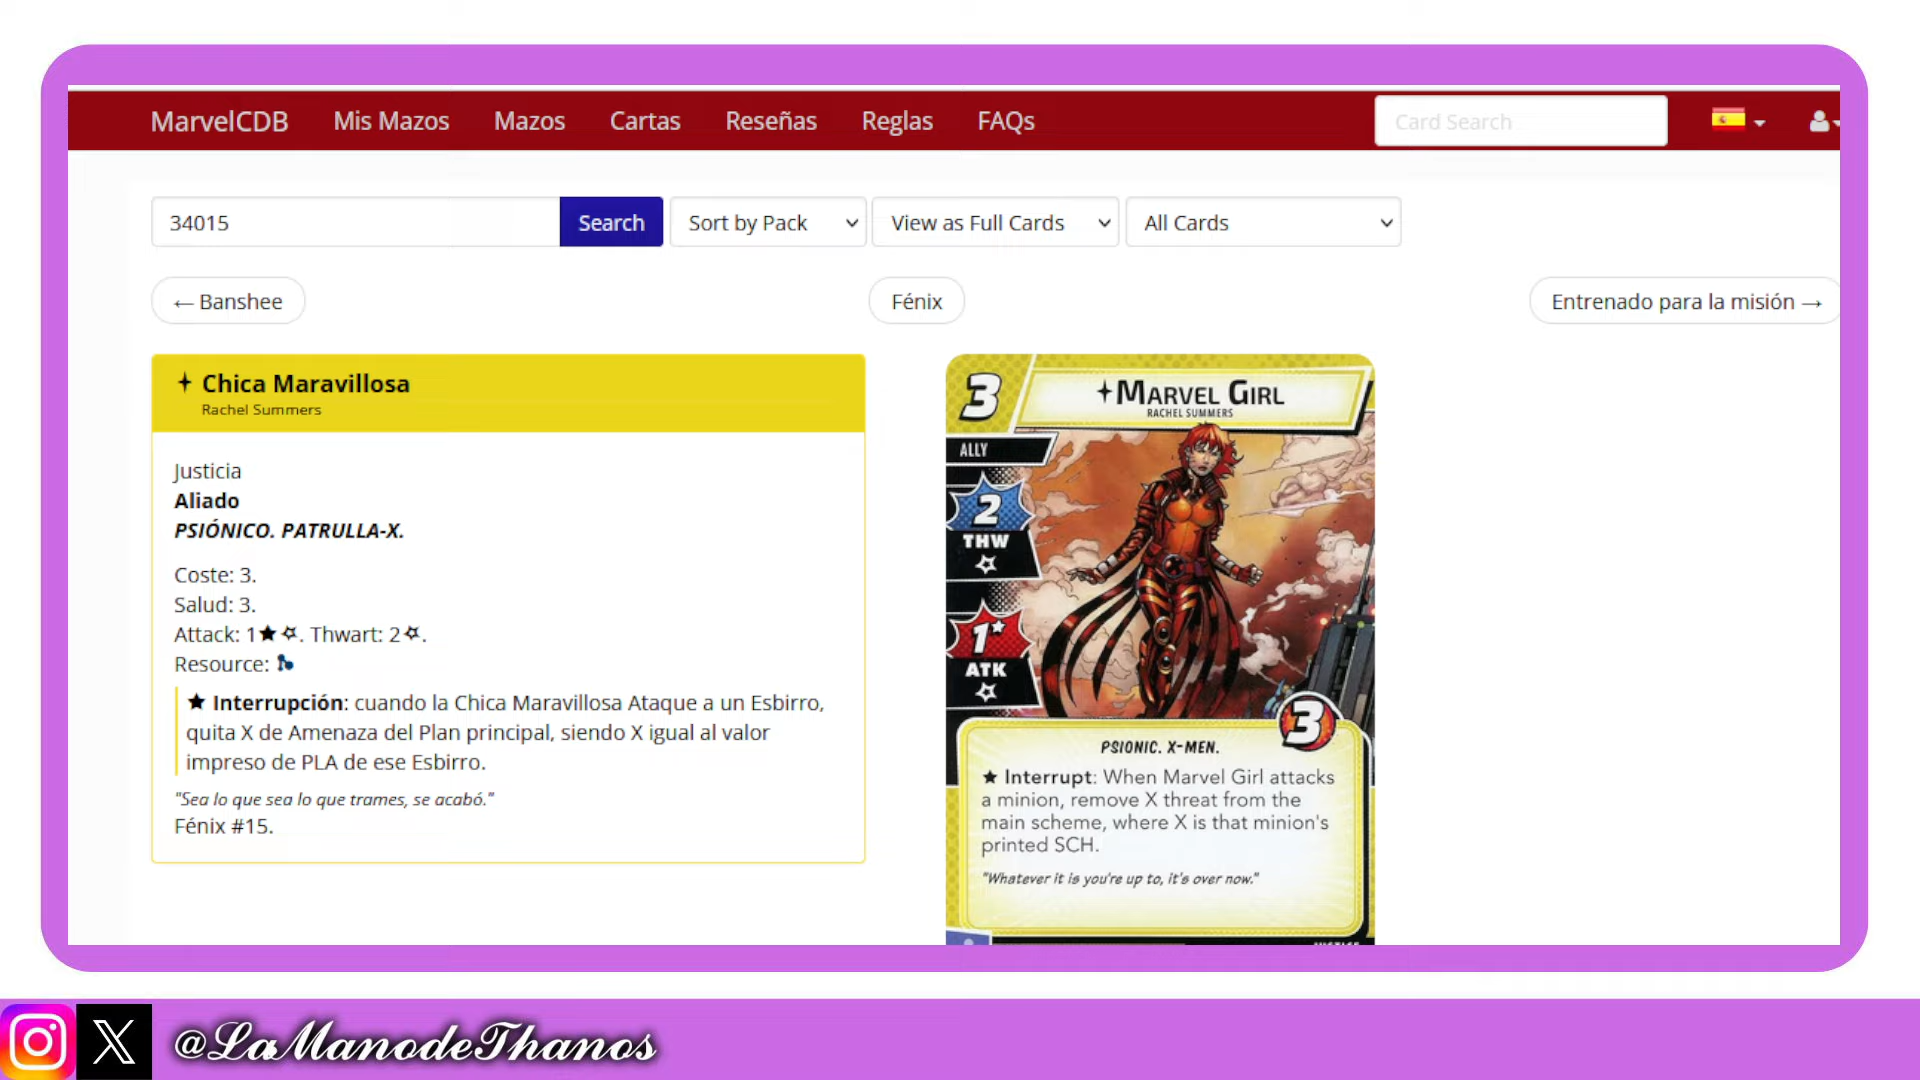 MarvelCDB Mis Mazos Mazos Cartas Reseñas Reglas FAQs Card Search
34015 Search Sort by Pack View as Full Cards All Cards
← Banshee Fénix Entrenado para la misión →
Chica Maravillosa
Rachel Summers
Justicia
Aliado
PSIÓNICO. PATRULLA-X.
Coste: 3.
Salud: 3.
Attack: 1★. Thwart: 2.
Resource:
★ Interrupción: cuando la Chica Maravillosa Ataque a un Esbirro,
quita X de Amenaza del Plan principal, siendo X igual al valor
impreso de PLA de ese Esbirro.
"Sea lo que sea lo que trames, se acabó."
Fénix #15.
3
MARVEL GIRL
RACHEL SUMMERS
ALLY
2
THW
1★
ATK
3
PSIONIC. X-MEN.
★ Interrupt: When Marvel Girl attacks
a minion, remove X threat from the
main scheme, where X is that minion's
printed SCH.
"Whatever it is you're up to, it's over now."
@LaManodeThanos